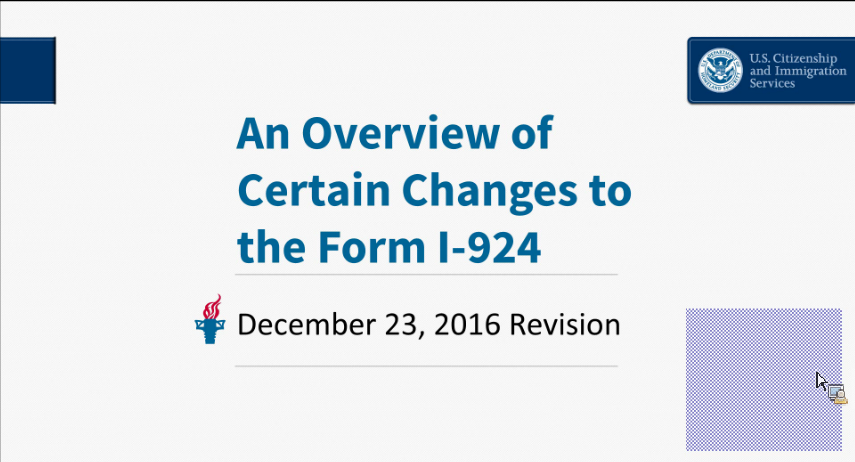 U.S. Citizenship
and Immigration
Services
An Overview of
Certain Changes to
the Form I-924
December 23, 2016 Revision